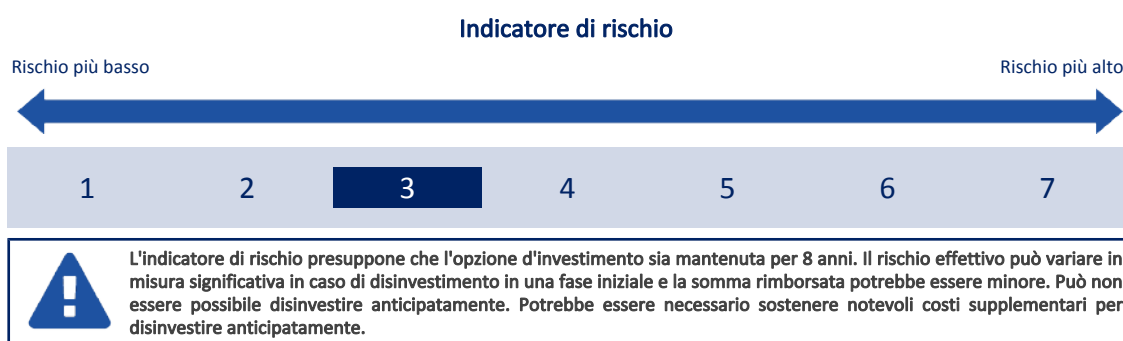 Indicatore di rischio
Rischio più basso
Rischio più alto
1 2 3 4 5 6 7
L'indicatore di rischio presuppone che l'opzione d'investimento sia mantenuta per 8 anni. Il rischio effettivo può variare in
misura significativa in caso di disinvestimento in una fase iniziale e la somma rimborsata potrebbe essere minore. Può non
essere possibile disinvestire anticipatamente. Potrebbe essere necessario sostenere notevoli costi supplementari per
disinvestire anticipatamente.